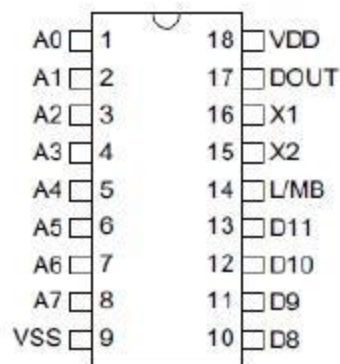 A0 1 18 VDD
A1 2 17 DOUT
A2 3 16 X1
A3 4 15 X2
A4 5 14 L/MB
A5 6 13 D11
A6 7 12 D10
A7 8 11 D9
VSS 9 10 D8